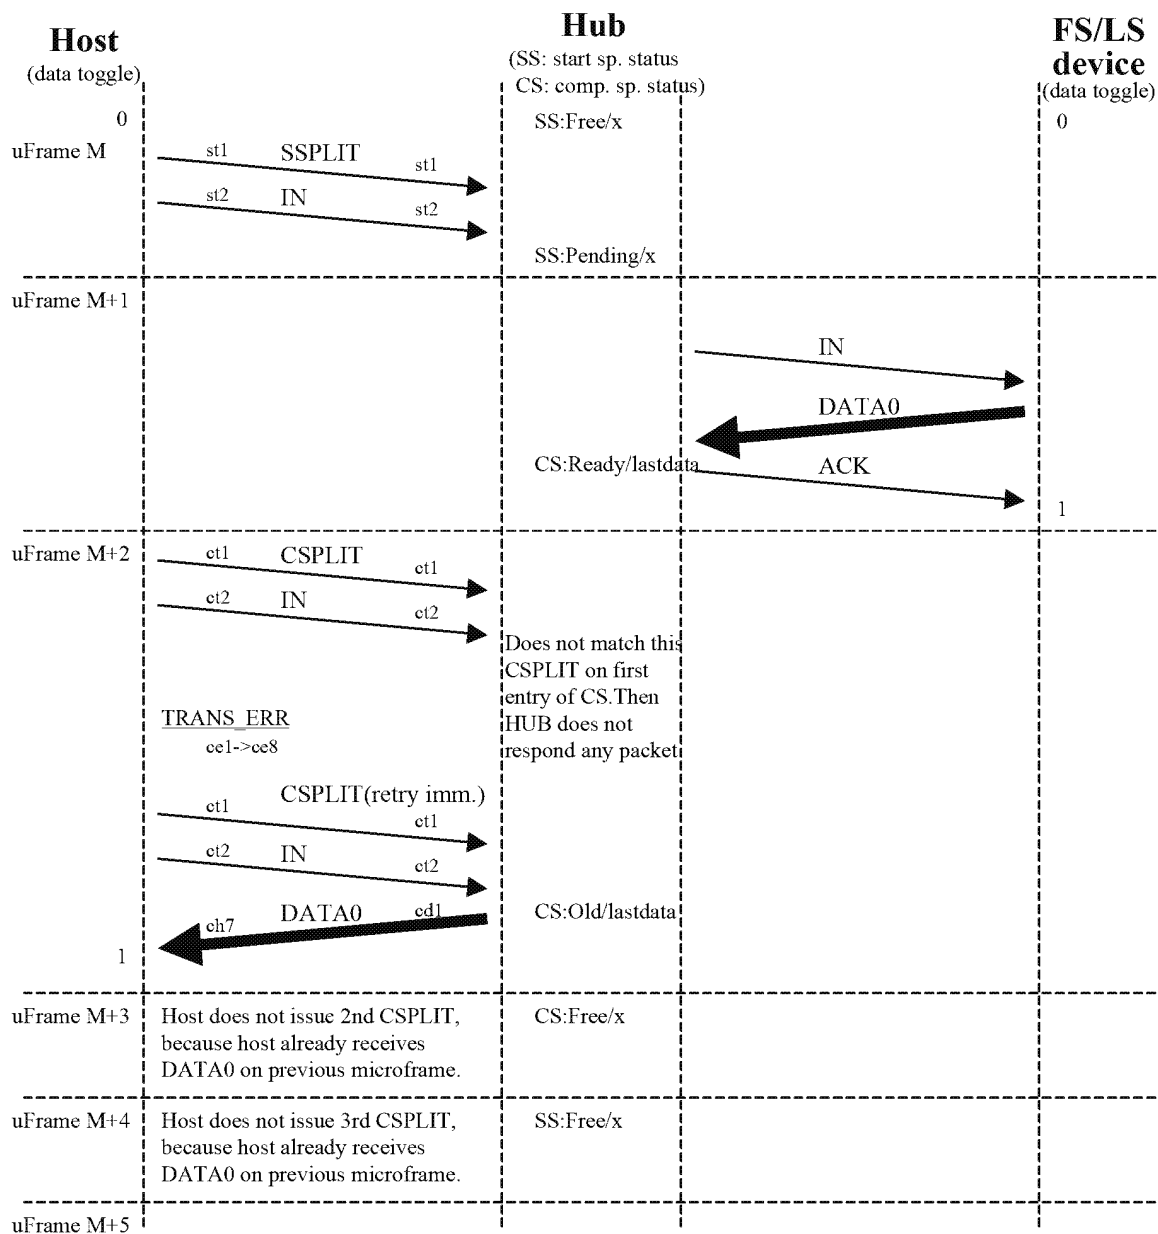 Host
(data toggle)
Hub
(SS: start sp. status
CS: comp. sp. status)
FS/LS
device
(data toggle)
0
SS:Free/x
0
uFrame M
st1 SSPLIT st1
st2 IN st2
SS:Pending/x
uFrame M+1
IN
DATA0
CS:Ready/lastdata
ACK
1
uFrame M+2
ct1 CSPLIT ct1
ct2 IN ct2
Does not match this
CSPLIT on first
entry of CS.Then
HUB does not
respond any packet
TRANS_ERR
ce1->ce8
CSPLIT(retry imm.)
ct1 ct1
ct2 IN ct2
ch7 DATA0 cd1
CS:Old/lastdata
1
uFrame M+3
Host does not issue 2nd CSPLIT,
because host already receives
DATA0 on previous microframe.
CS:Free/x
uFrame M+4
Host does not issue 3rd CSPLIT,
because host already receives
DATA0 on previous microframe.
SS:Free/x
uFrame M+5